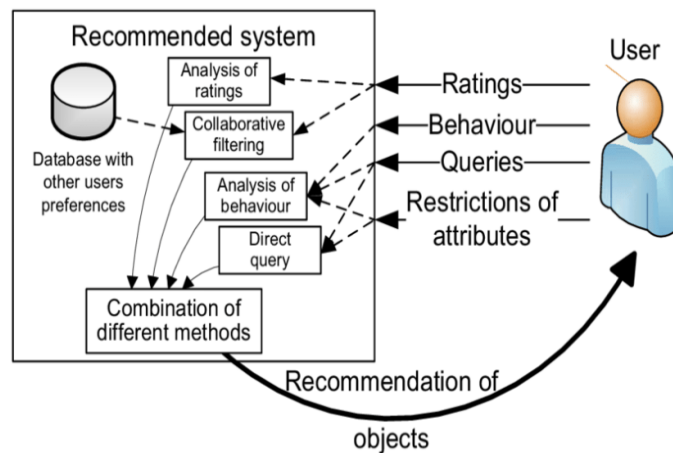 Recommended system
User
Analysis of
ratings
Ratings
Collaborative
filtering
Behaviour
Database with
other users
preferences
Queries
Analysis of
behaviour
Restrictions of
attributes
Direct
query
Combination of
different methods
Recommendation of
objects